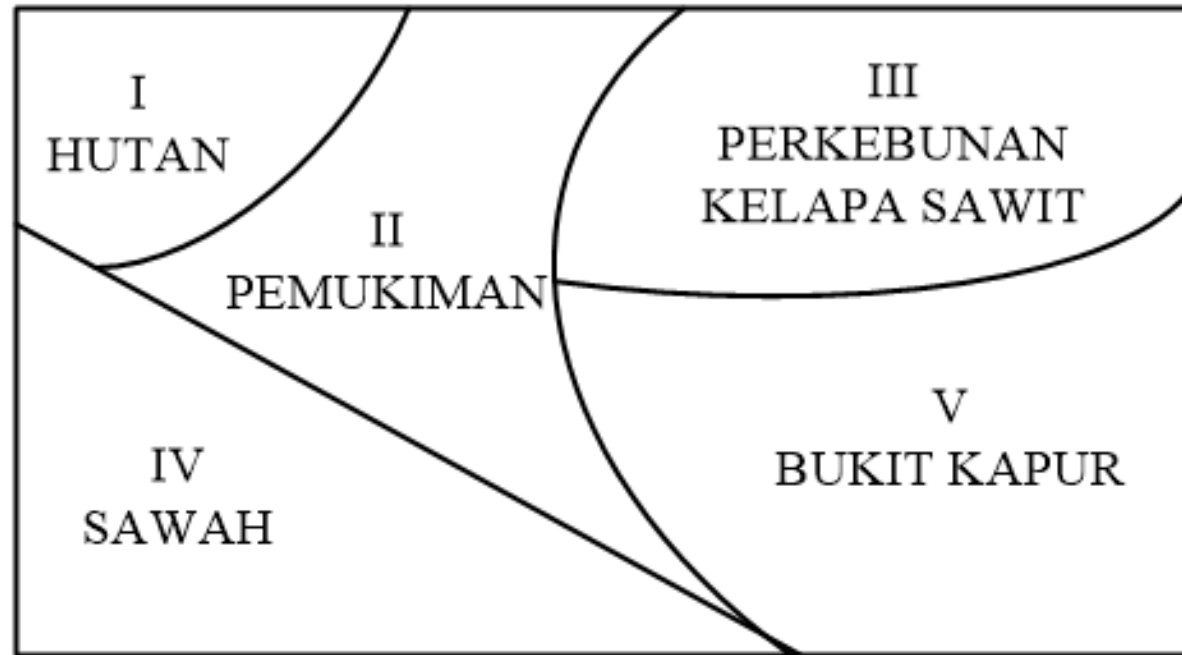 I
HUTAN
II
PEMUKIMAN
III
PERKEBUNAN
KELAPA SAWIT
IV
SAWAH
V
BUKIT KAPUR